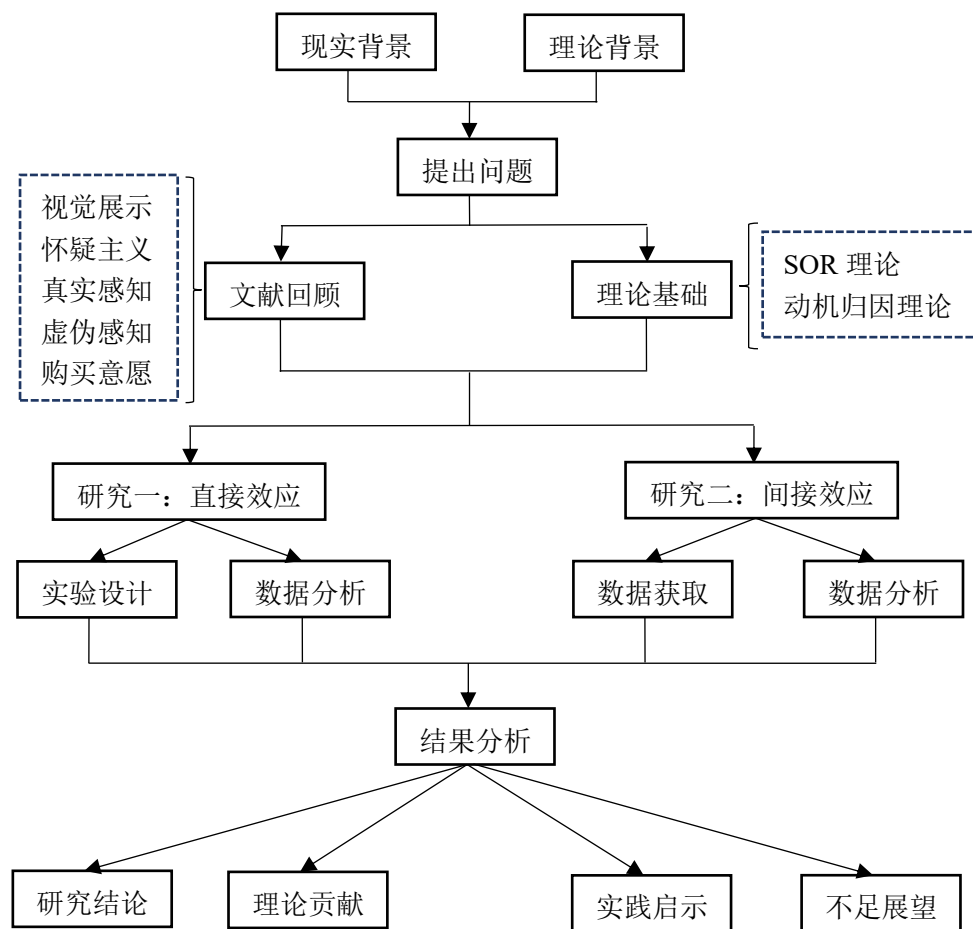 现实背景
理论背景
提出问题
视觉展示
怀疑主义
真实感知
虚伪感知
购买意愿
文献回顾
理论基础
SOR 理论
动机归因理论
研究一：直接效应
研究二：间接效应
实验设计
数据分析
数据获取
数据分析
结果分析
研究结论
理论贡献
实践启示
不足展望